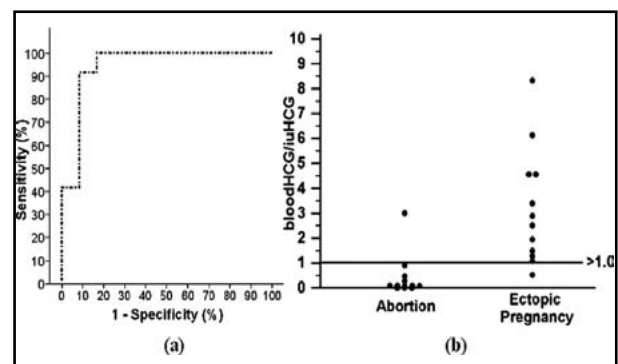 Sensitivity (%)
100
90
80
70
60
50
40
30
20
10
0
0 10 20 30 40 50 60 70 80 90 100
1 - Specificity (%)
(a)
bloodHCG/iuHCG
10
9
8
7
6
5
4
3
2
1
0
>1.0
Abortion
Ectopic
Pregnancy
(b)